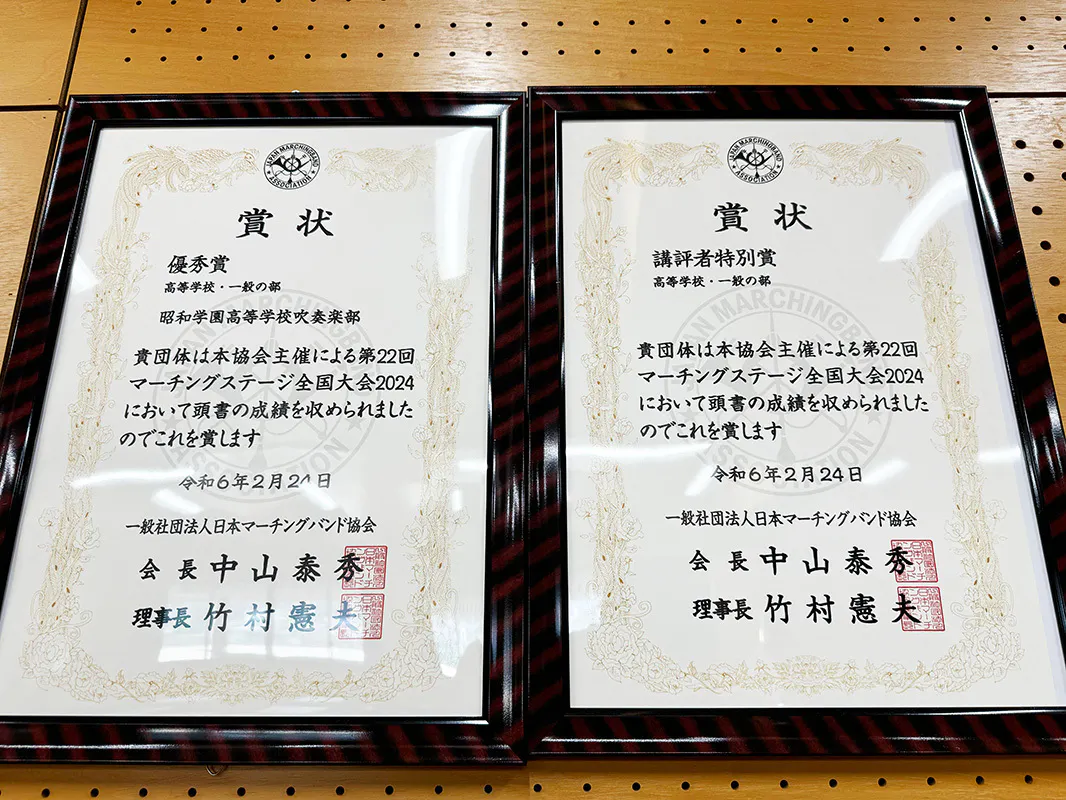 JAPAN MARCHINGBAND ASSOCIATION
賞状
優秀賞
高等学校・一般の部
昭和学園高等学校吹奏楽部
貴団体は本協会主催による第22回
マーチングステージ全国大会2024
において頭書の成績を収められました
のでこれを賞します
令和6年2月24日
一般社団法人日本マーチングバンド協会
会長 中山泰秀
理事長 竹村憲夫
JAPAN MARCHINGBAND ASSOCIATION
賞状
講評者特別賞
高等学校・一般の部
貴団体は本協会主催による第22回
マーチングステージ全国大会2024
において頭書の成績を収められました
のでこれを賞します
令和6年2月24日
一般社団法人日本マーチングバンド協会
会長 中山泰秀
理事長 竹村憲夫